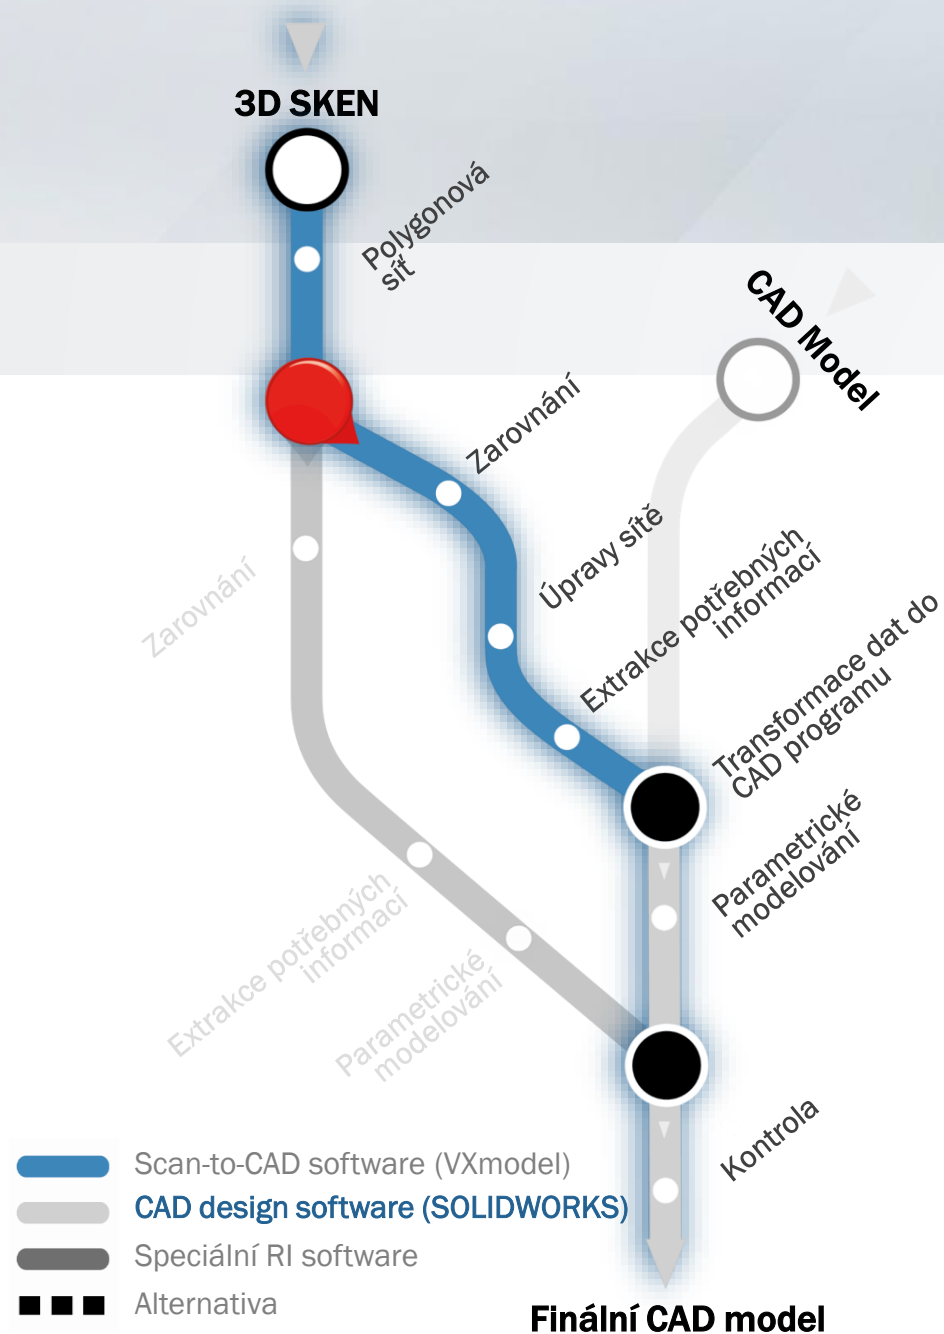 3D SKEN
Polygonová
síť
CAD Model
Zarovnání
Úpravy sítě
Extrakce potřebných
informací
Zarovnání
Transformace dat do
CAD programu
Parametrické
modelování
Extrakce potřebných
informací
Parametrické
modelování
Kontrola
Scan-to-CAD software (VXmodel)
CAD design software (SOLIDWORKS)
Speciální RI software
Alternativa
Finální CAD model